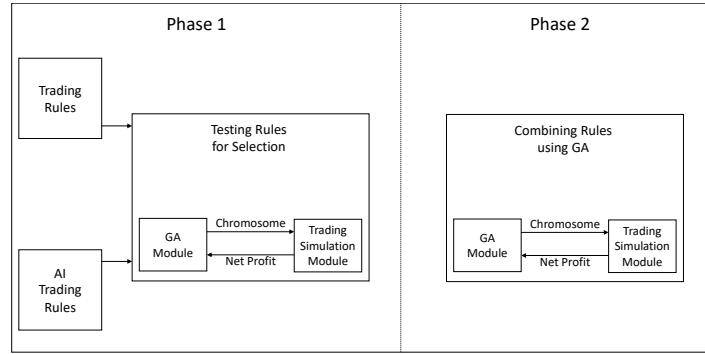 Phase 1
Trading
Rules
AI
Trading
Rules
Testing Rules
for Selection
GA
Module
Chromosome
Net Profit
Trading
Simulation
Module
Phase 2
Combining Rules
using GA
GA
Module
Chromosome
Net Profit
Trading
Simulation
Module